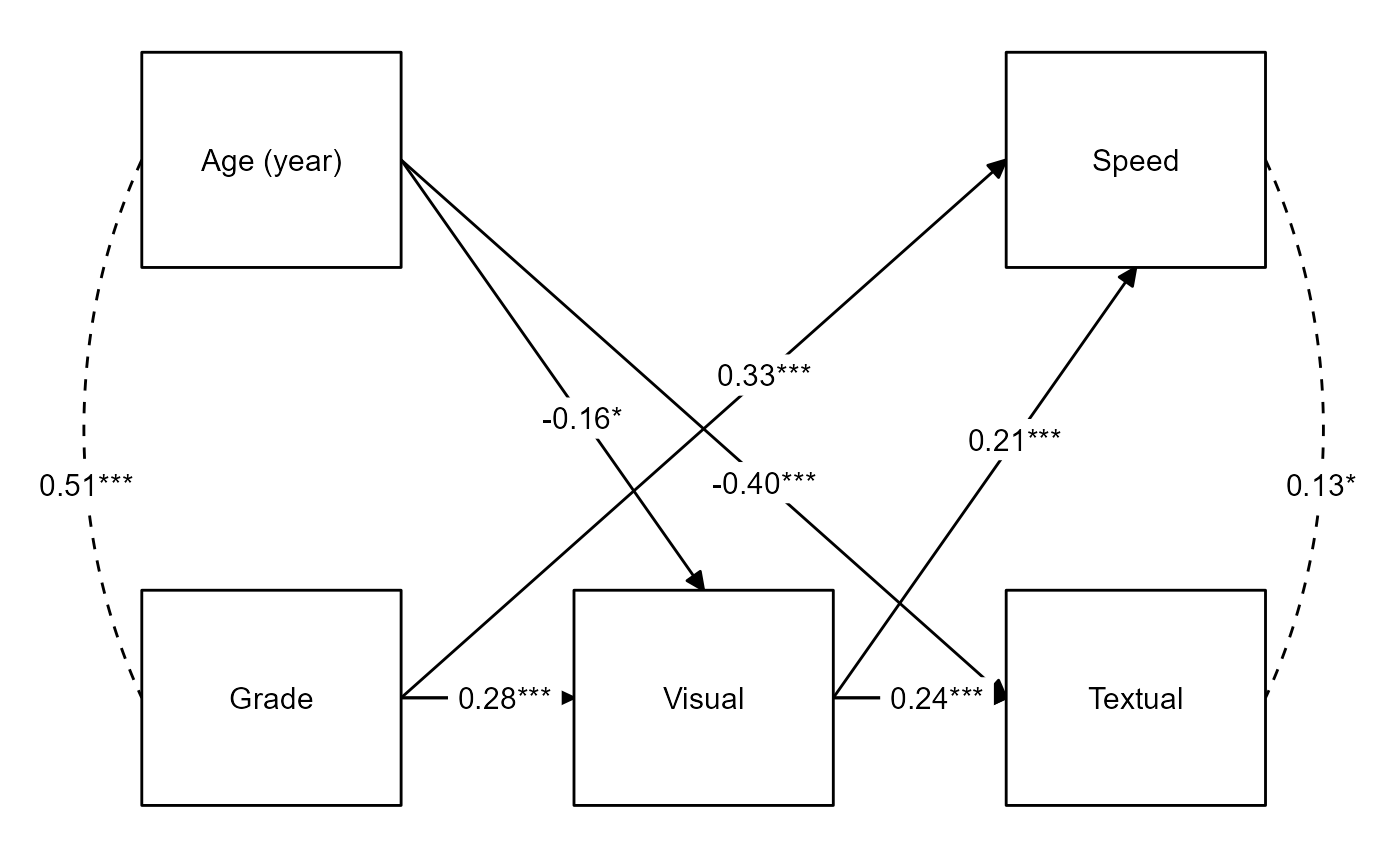 Age (year)
Speed
0.33***
-0.16*
0.21***
0.51***
-0.40***
0.13*
Grade
0.28***
Visual
0.24***
Textual